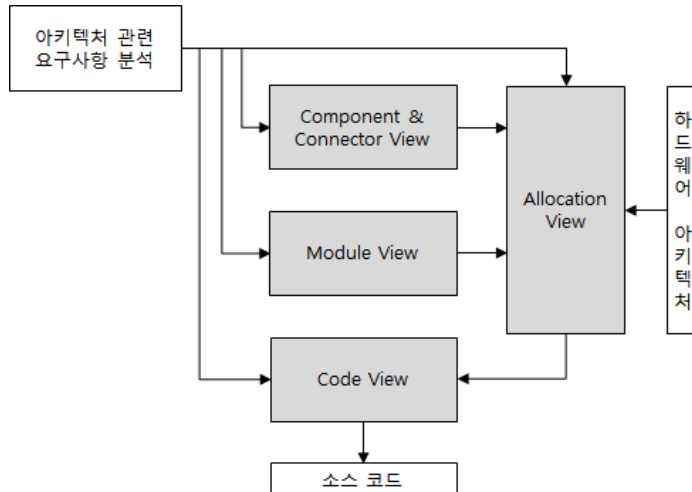 아키텍처 관련
요구사항 분석
Component &
Connector View
Module View
Allocation
View
하
드
웨
어
아
키
텍
처
Code View
소스 코드